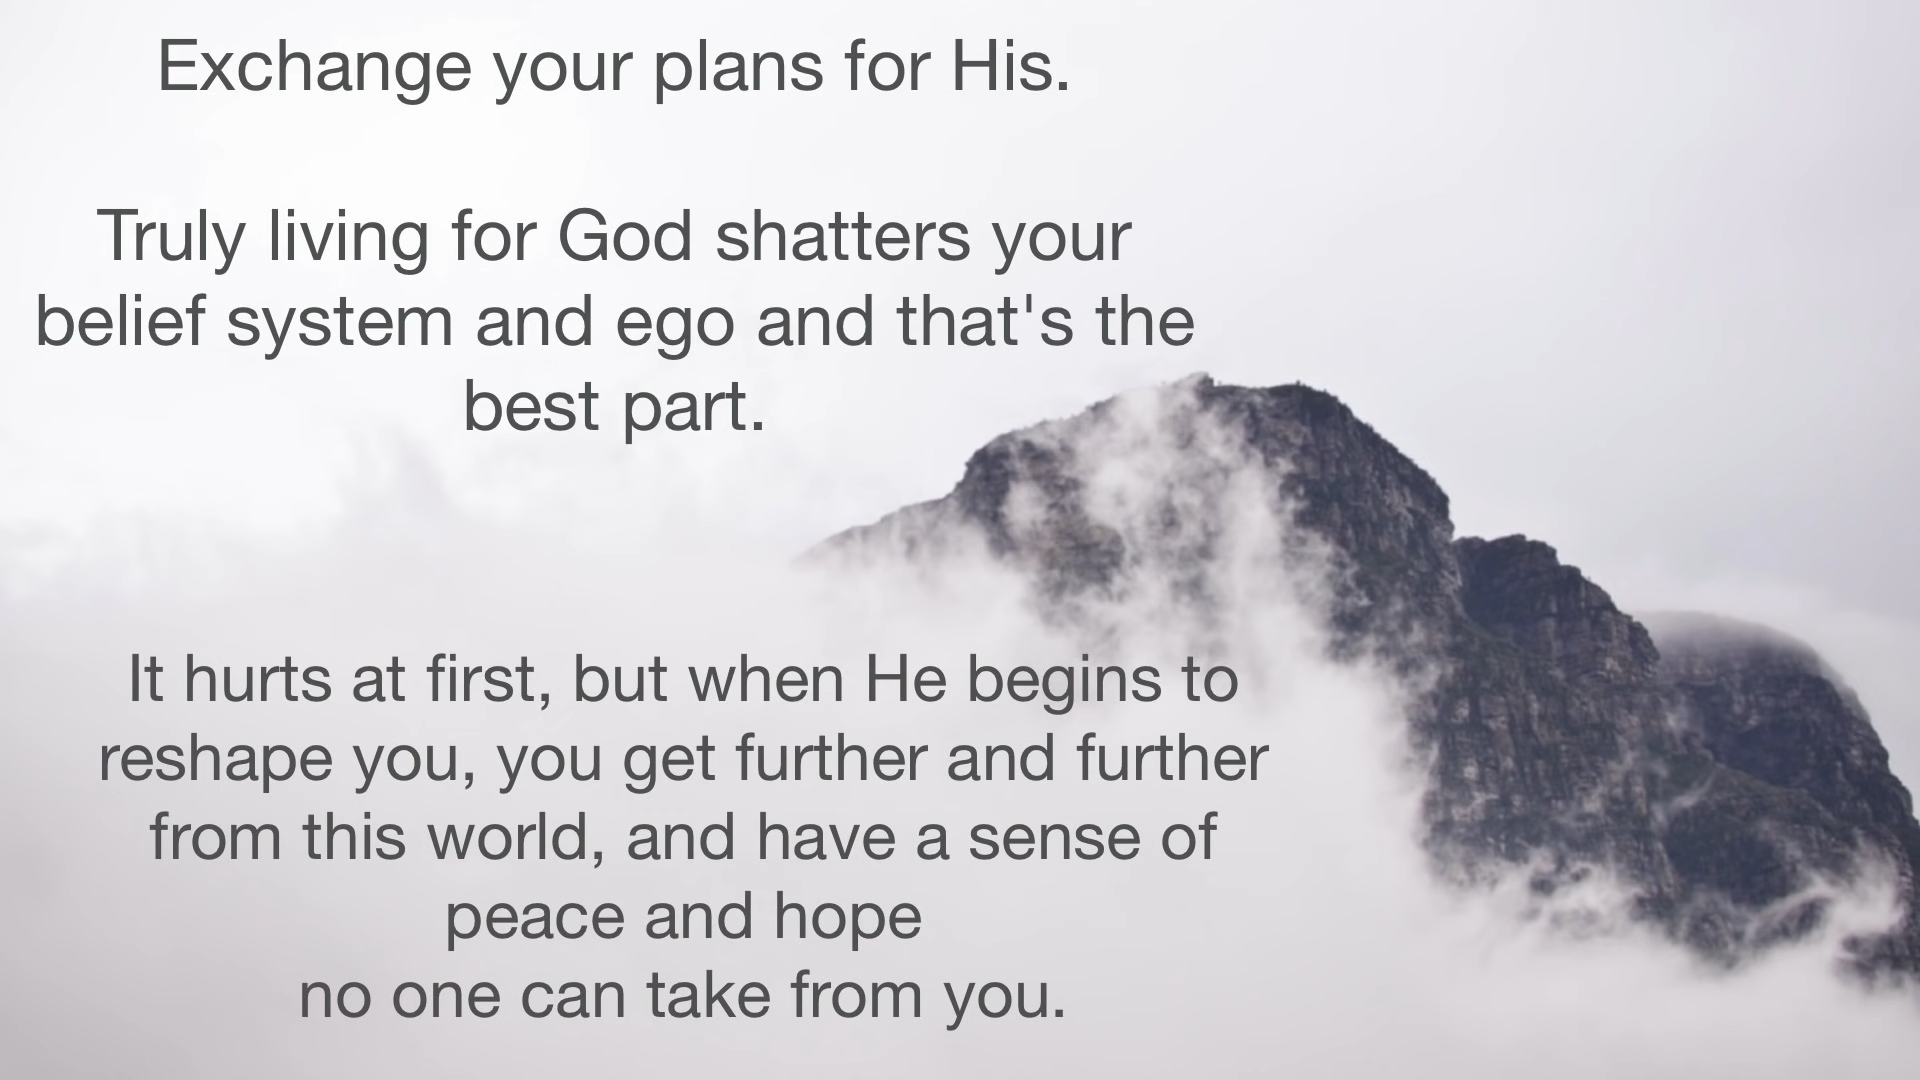 Exchange your plans for His.
Truly living for God shatters your
belief system and ego and that's the
best part.
It hurts at first, but when He begins to
reshape you, you get further and further
from this world, and have a sense of
peace and hope
no one can take from you.